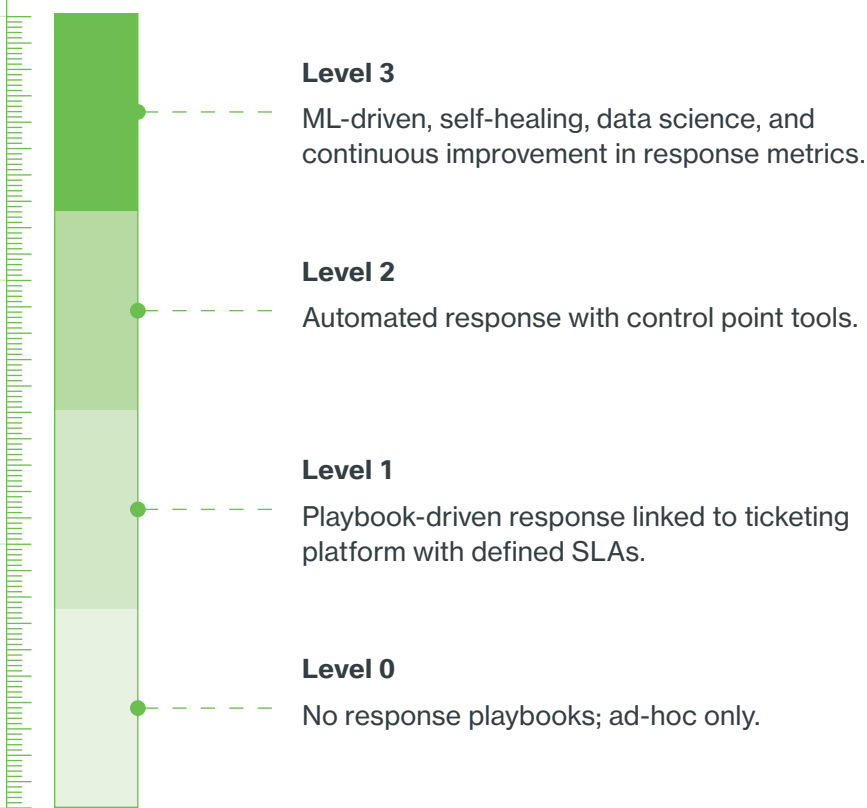 Level 3
ML-driven, self-healing, data science, and
continuous improvement in response metrics.
Level 2
Automated response with control point tools.
Level 1
Playbook-driven response linked to ticketing
platform with defined SLAs.
Level 0
No response playbooks; ad-hoc only.